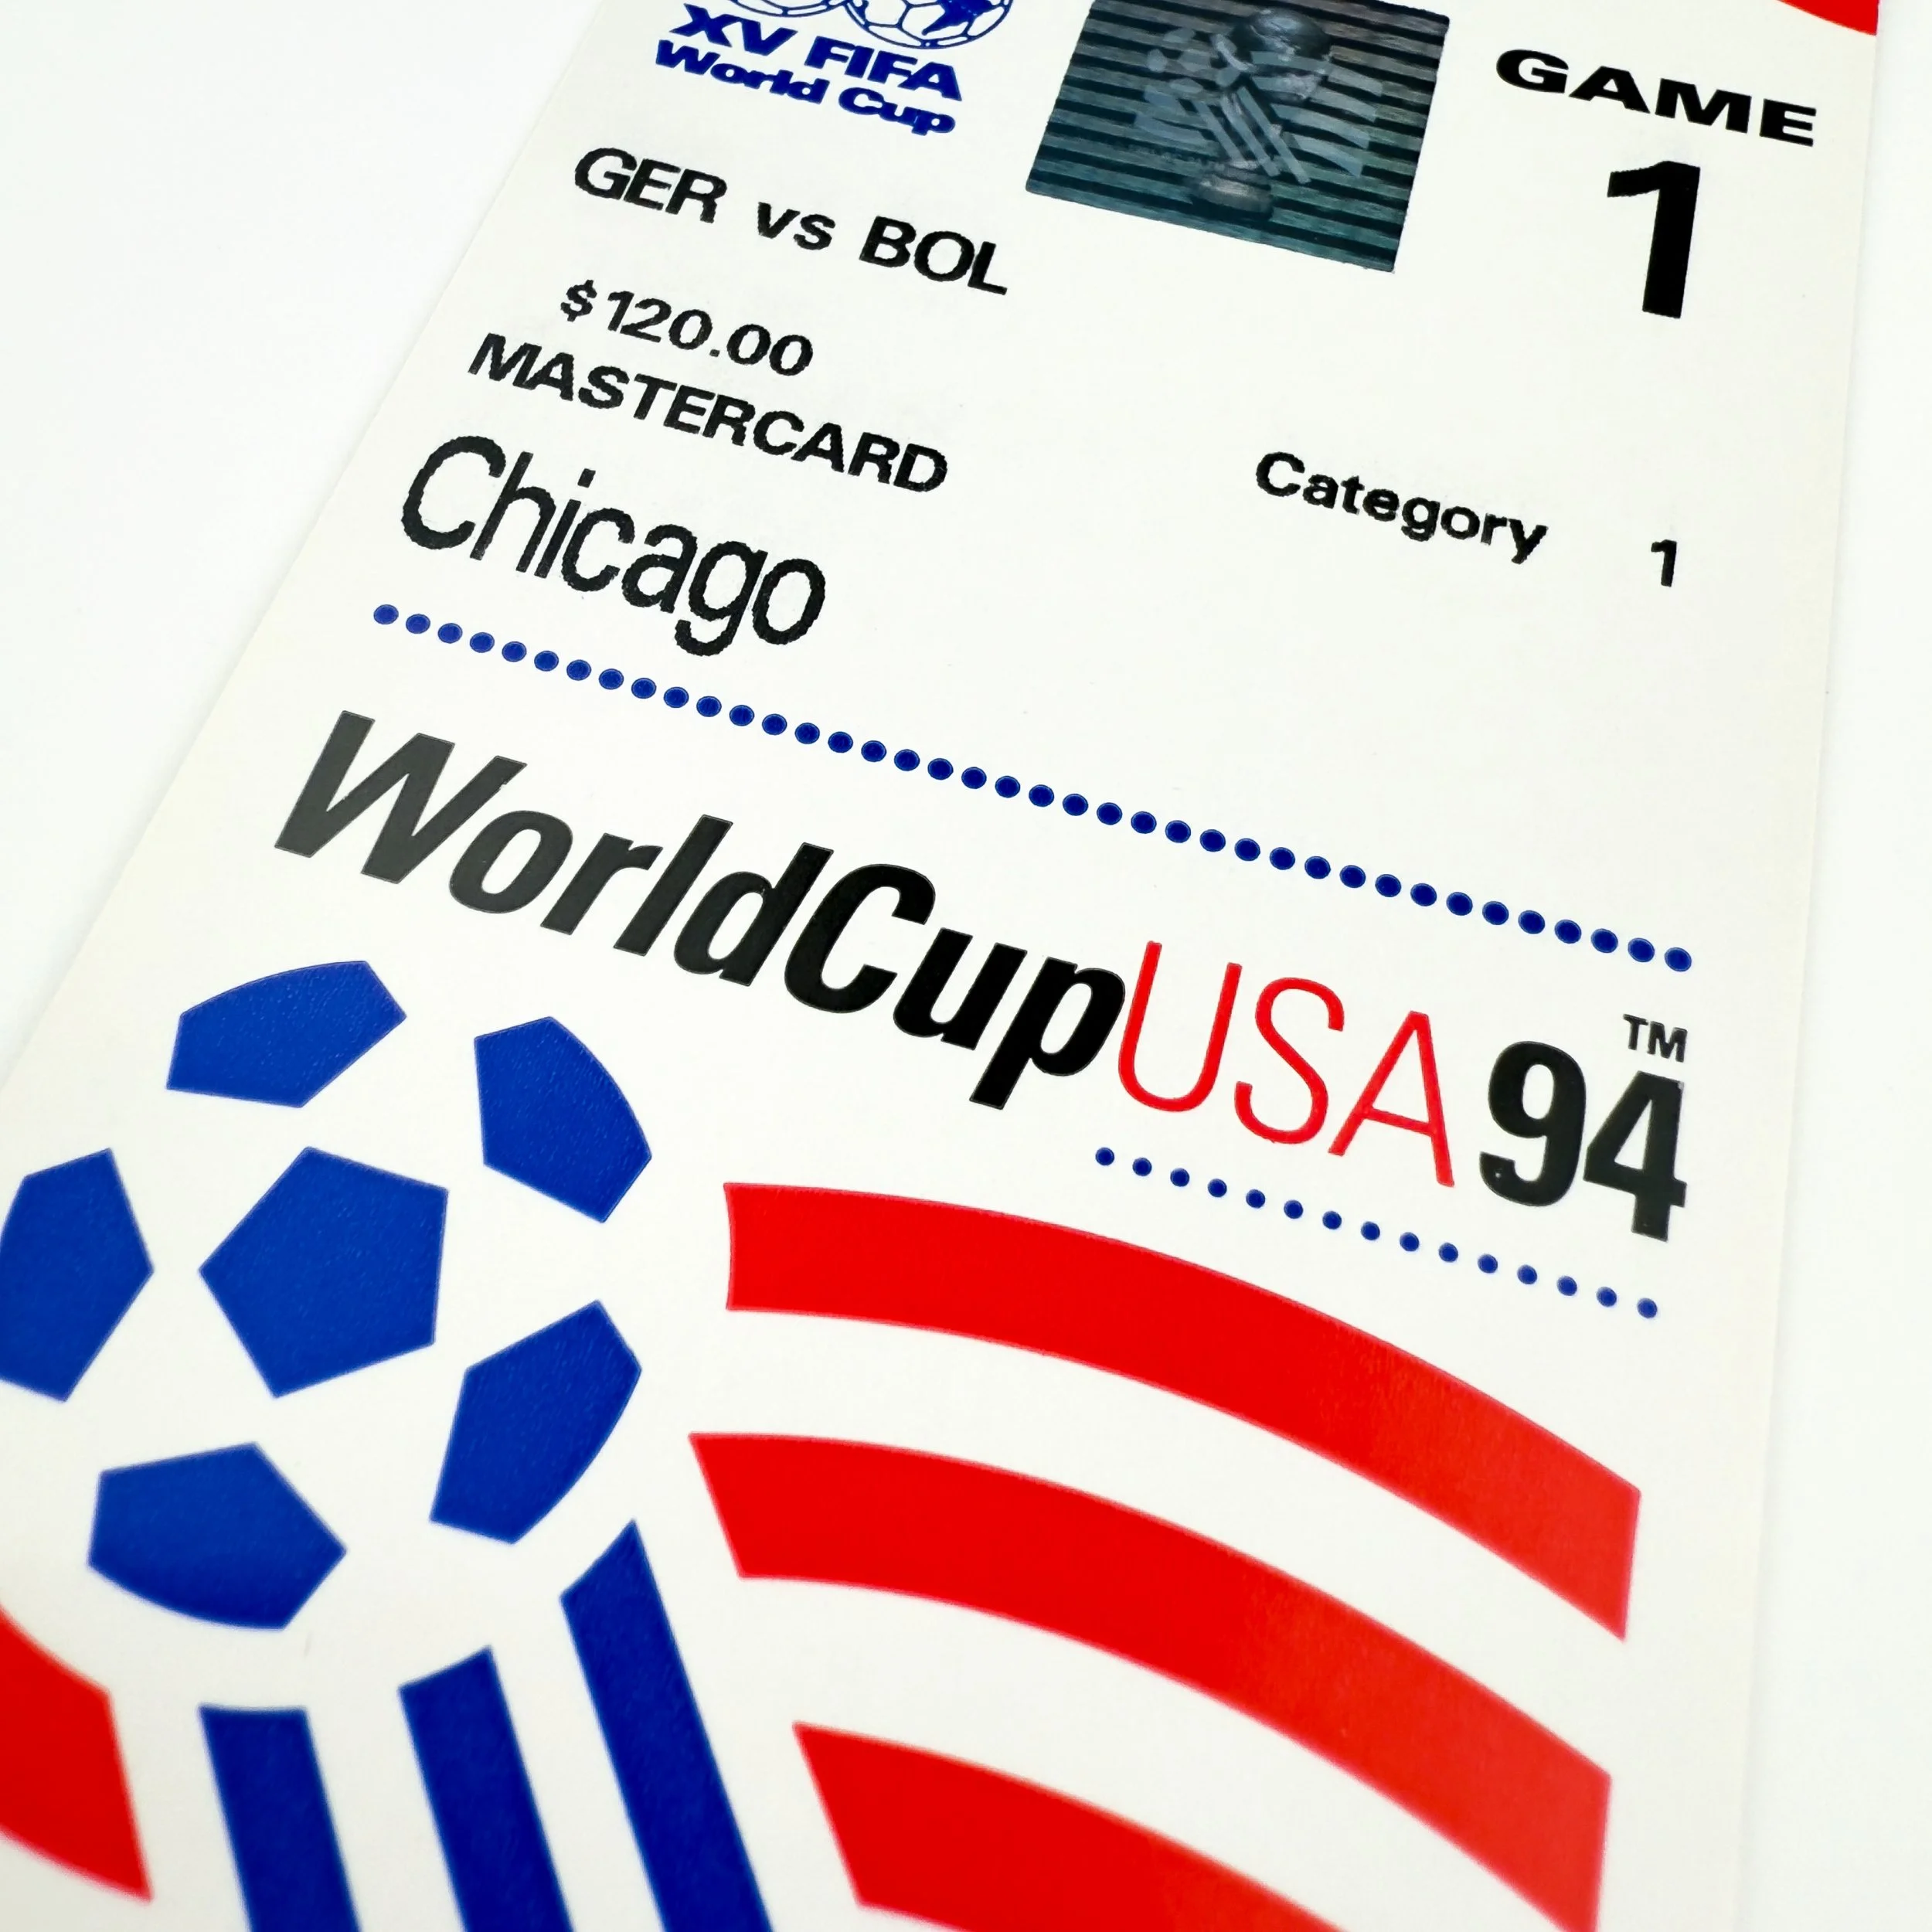 XV FIFA
World Cup
GAME
1
GER vs BOL
$120.00
MASTERCARD
Category 1
Chicago
WorldCupUSA94™